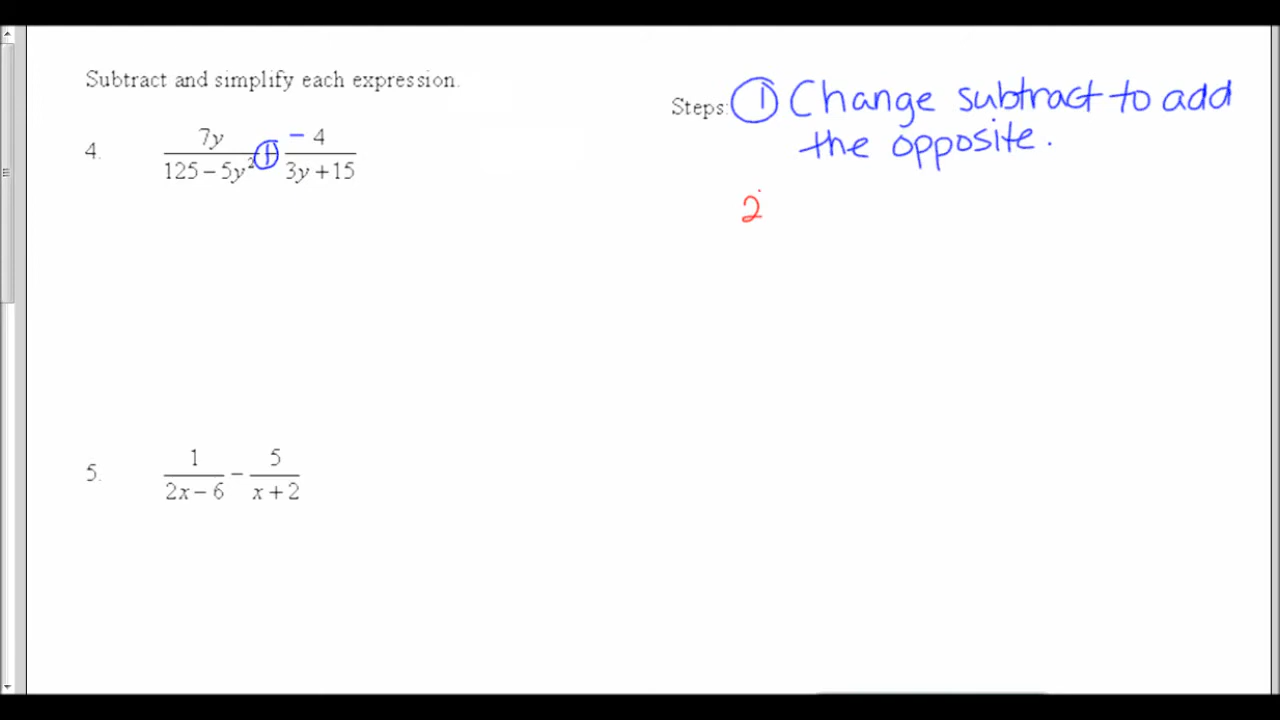 Subtract and simplify each expression.
Steps: ① Change subtract to add
the opposite.
4. 7y/(125 − 5y²) ⊕ −4/(3y + 15)
2
5. 1/(2x − 6) − 5/(x + 2)